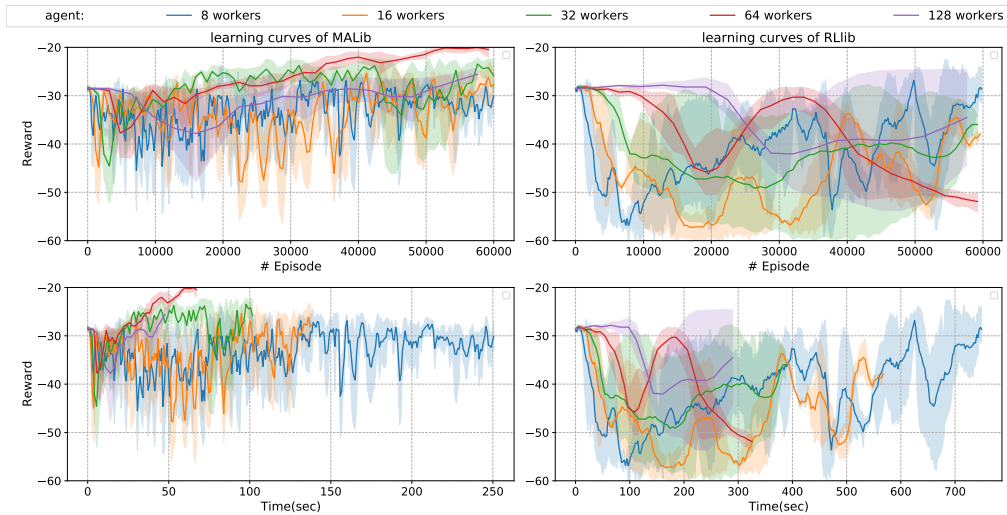 agent: 8 workers 16 workers 32 workers 64 workers 128 workers
learning curves of MALib learning curves of RLlib
−20
−30
−40
−50
−60
Reward
0 10000 20000 30000 40000 50000 60000
# Episode
−20
−30
−40
−50
−60
0 10000 20000 30000 40000 50000 60000
# Episode
−20
−30
−40
−50
−60
Reward
0 50 100 150 200 250
Time(sec)
−20
−30
−40
−50
−60
0 100 200 300 400 500 600 700
Time(sec)